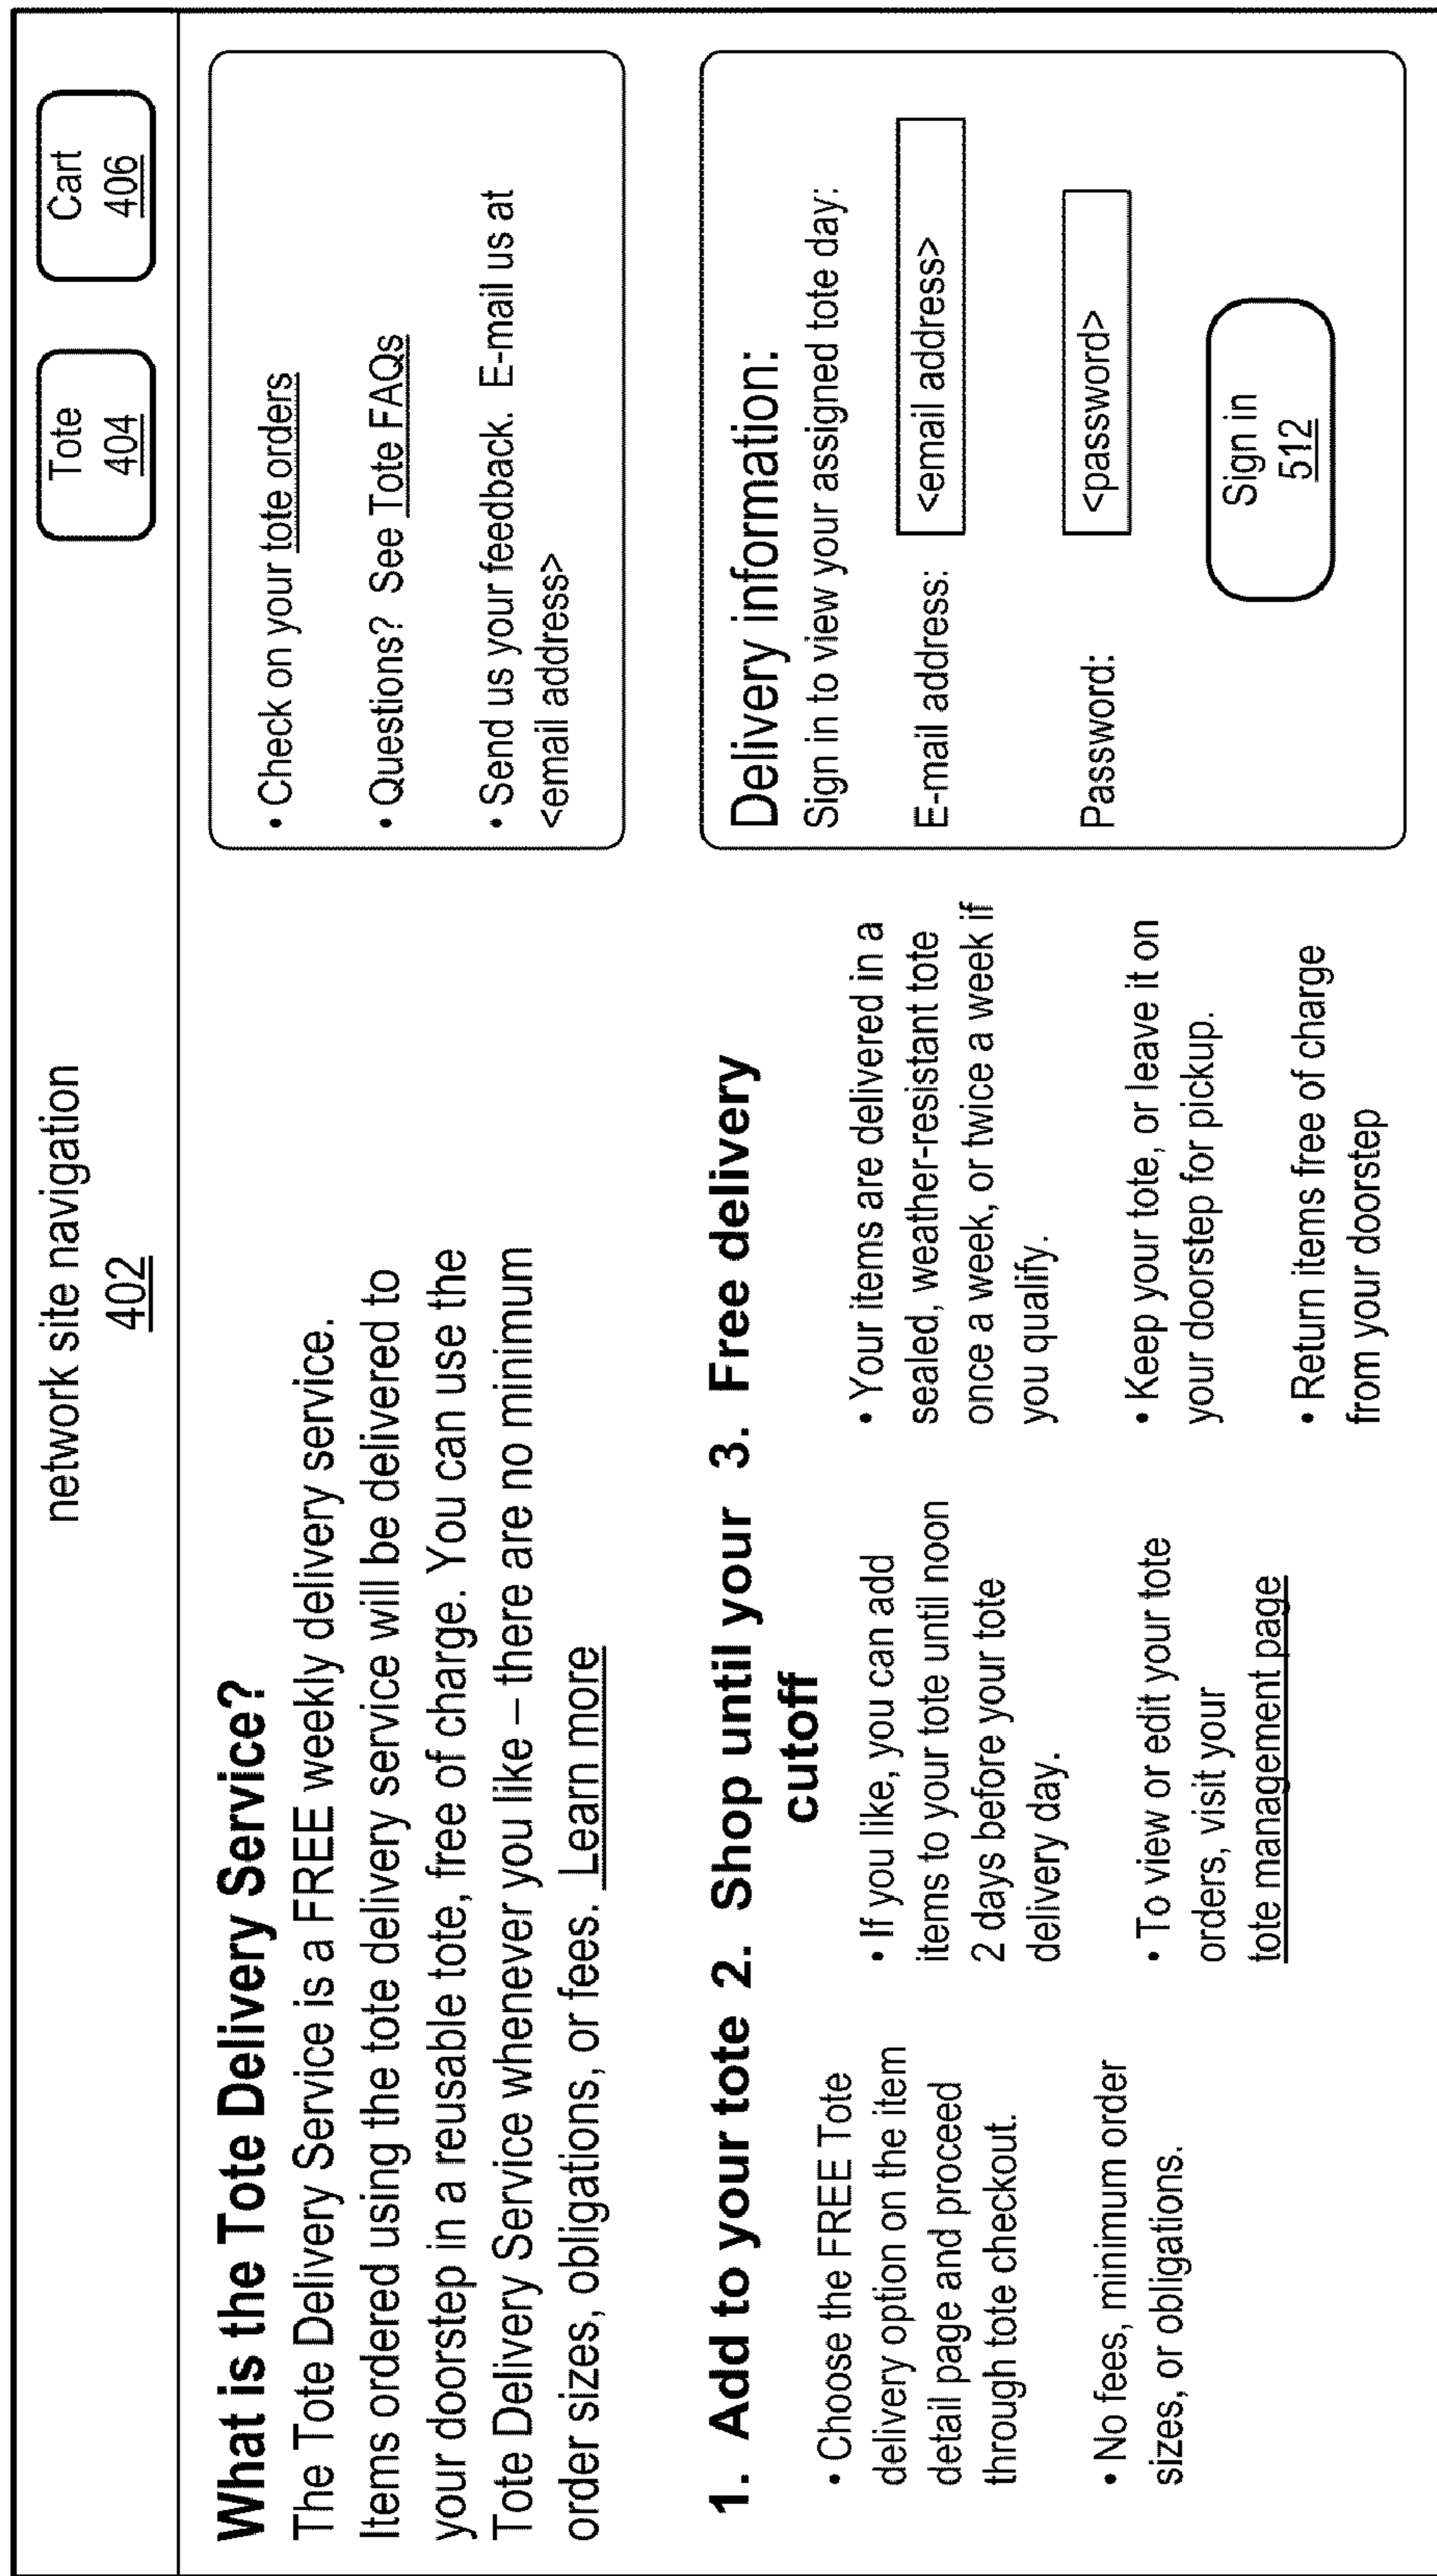 network site navigation
402
Tote
404
Cart
406
What is the Tote Delivery Service?
The Tote Delivery Service is a FREE weekly delivery service.
Items ordered using the tote delivery service will be delivered to
your doorstep in a reusable tote, free of charge. You can use the
Tote Delivery Service whenever you like – there are no minimum
order sizes, obligations, or fees. Learn more
• Check on your tote orders
• Questions? See Tote FAQs
• Send us your feedback. E-mail us at
<email address>
1. Add to your tote
• Choose the FREE Tote
delivery option on the item
detail page and proceed
through tote checkout.
• No fees, minimum order
sizes, or obligations.
2. Shop until your
cutoff
• If you like, you can add
items to your tote until noon
2 days before your tote
delivery day.
• To view or edit your tote
orders, visit your
tote management page
3. Free delivery
• Your items are delivered in a
sealed, weather-resistant tote
once a week, or twice a week if
you qualify.
• Keep your tote, or leave it on
your doorstep for pickup.
• Return items free of charge
from your doorstep
Delivery information:
Sign in to view your assigned tote day:
E-mail address:
<email address>
Password:
<password>
Sign in
512